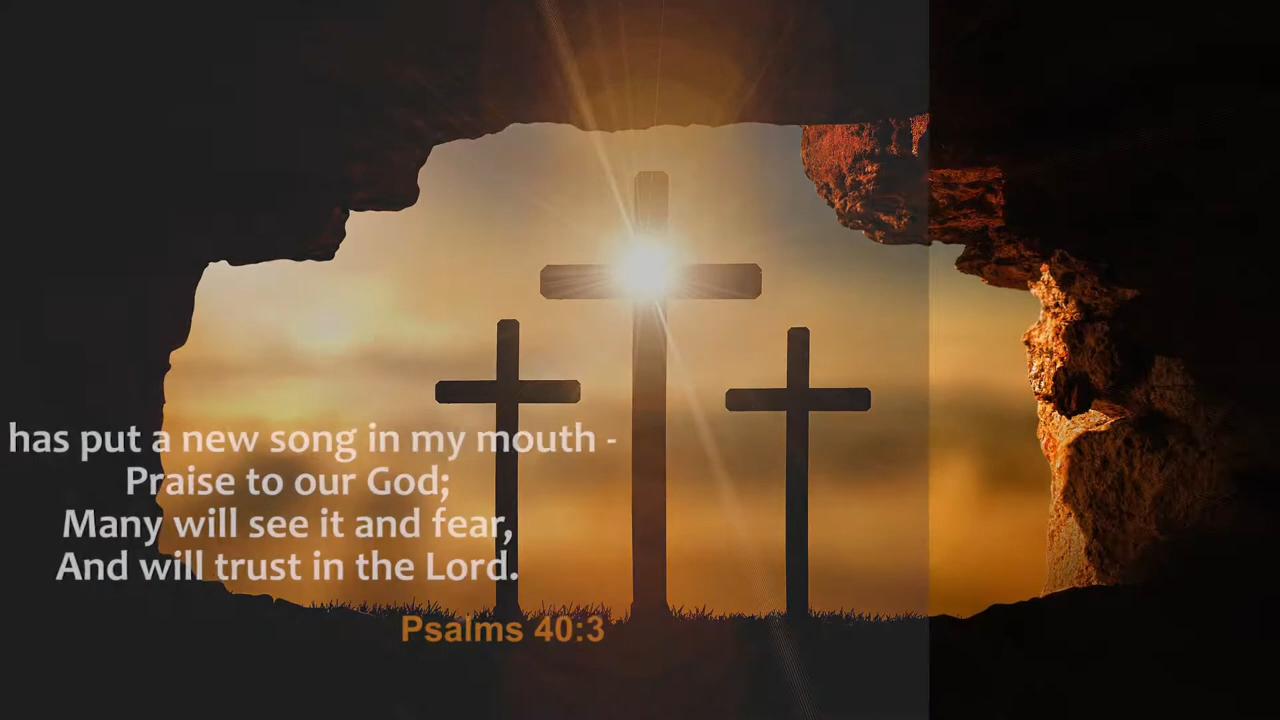 has put a new song in my mouth -
Praise to our God;
Many will see it and fear,
And will trust in the Lord.
Psalms 40:3